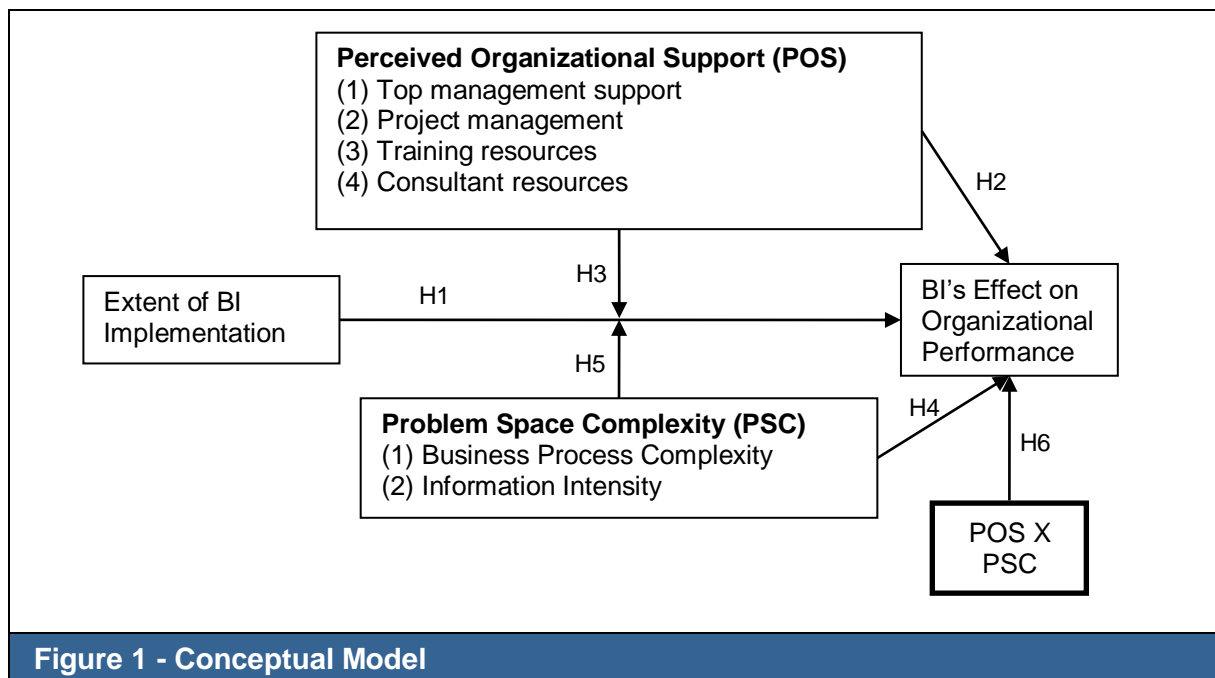 Perceived Organizational Support (POS)
(1) Top management support
(2) Project management
(3) Training resources
(4) Consultant resources
H2
H3
Extent of BI
Implementation
H1
BI’s Effect on
Organizational
Performance
H5
Problem Space Complexity (PSC)
(1) Business Process Complexity
(2) Information Intensity
H4
H6
POS X
PSC
Figure 1 - Conceptual Model